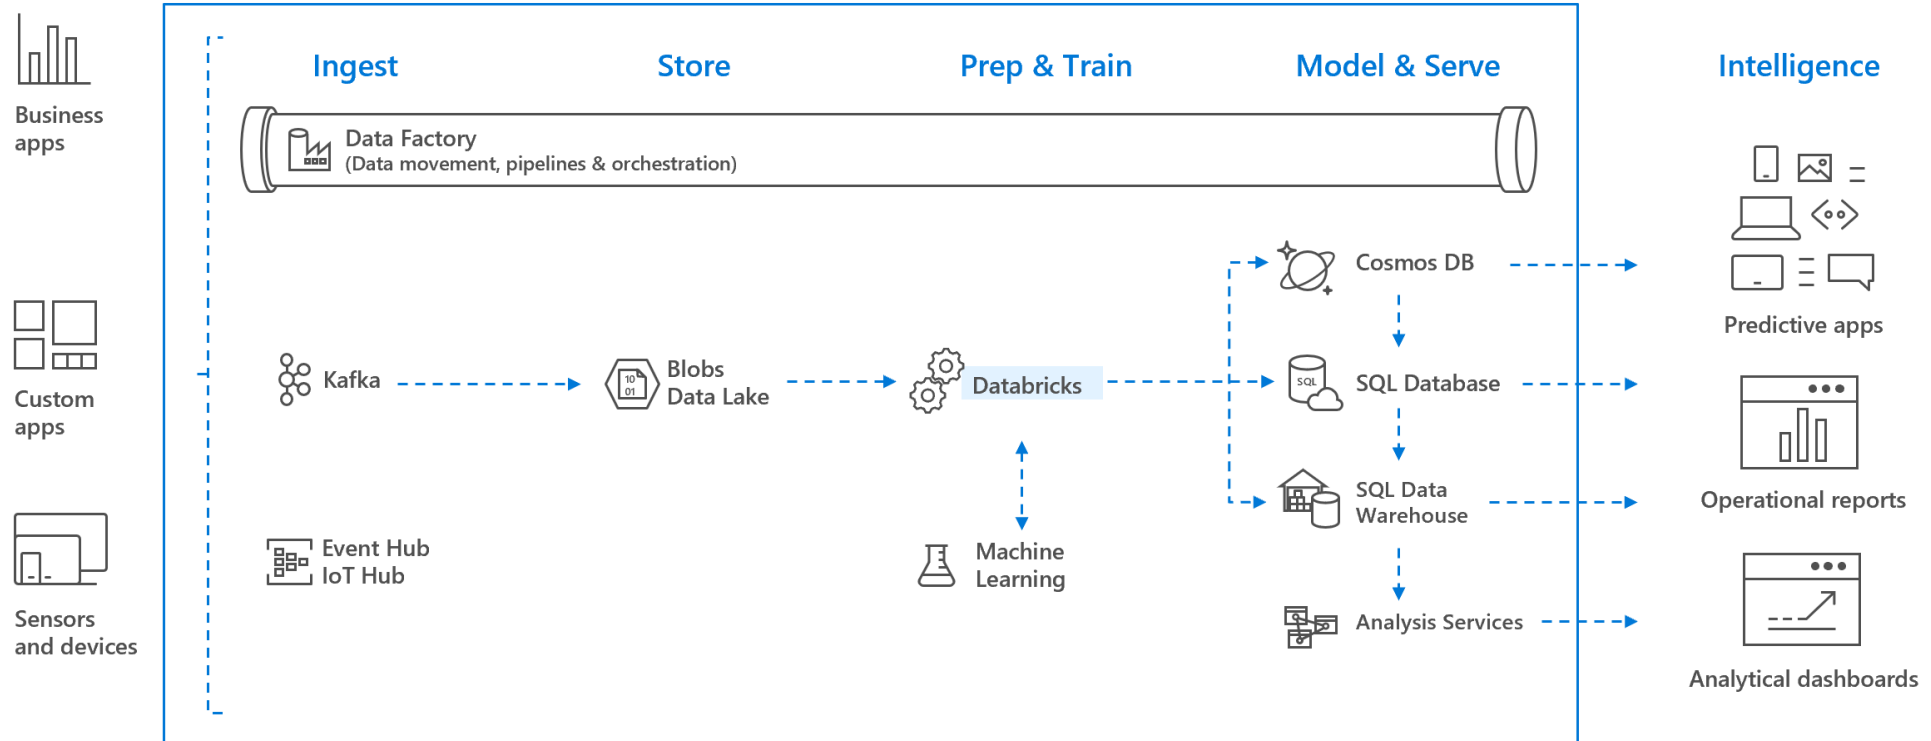 Business
apps
Custom
apps
Sensors
and devices
Ingest
Store
Prep & Train
Model & Serve
Intelligence
Data Factory
(Data movement, pipelines & orchestration)
Kafka
Event Hub
IoT Hub
10
01
Blobs
Data Lake
Databricks
Machine
Learning
Cosmos DB
SQL
SQL Database
SQL Data
Warehouse
Analysis Services
Predictive apps
Operational reports
Analytical dashboards